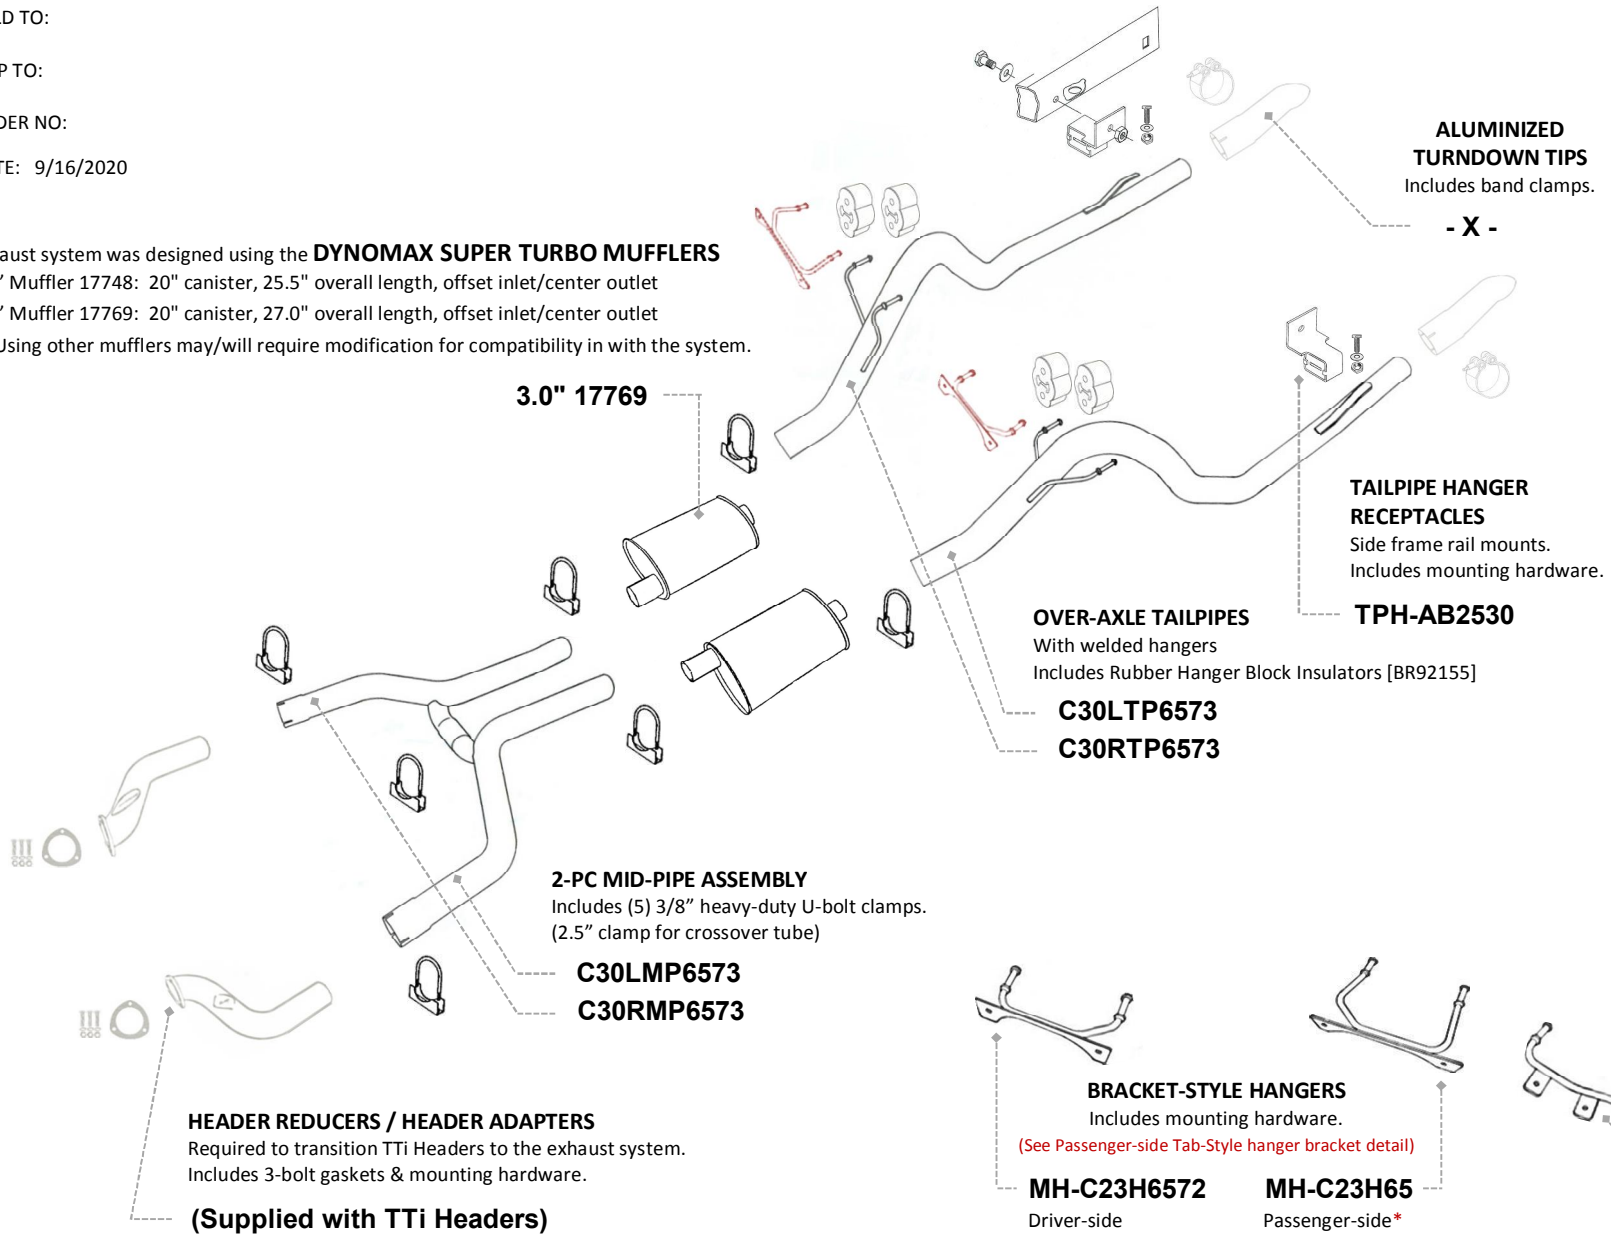 LD TO:
P TO:
DER NO:
TE: 9/16/2020
haust system was designed using the DYNOMAX SUPER TURBO MUFFLERS
" Muffler 17748: 20" canister, 25.5" overall length, offset inlet/center outlet
" Muffler 17769: 20" canister, 27.0" overall length, offset inlet/center outlet
Using other mufflers may/will require modification for compatibility in with the system.
3.0" 17769
ALUMINIZED
TURNDOWN TIPS
Includes band clamps.
- X -
TAILPIPE HANGER
RECEPTACLES
Side frame rail mounts.
Includes mounting hardware.
TPH-AB2530
OVER-AXLE TAILPIPES
With welded hangers
Includes Rubber Hanger Block Insulators [BR92155]
C30LTP6573
C30RTP6573
2-PC MID-PIPE ASSEMBLY
Includes (5) 3/8” heavy-duty U-bolt clamps.
(2.5” clamp for crossover tube)
C30LMP6573
C30RMP6573
HEADER REDUCERS / HEADER ADAPTERS
Required to transition TTi Headers to the exhaust system.
Includes 3-bolt gaskets & mounting hardware.
(Supplied with TTi Headers)
BRACKET-STYLE HANGERS
Includes mounting hardware.
(See Passenger-side Tab-Style hanger bracket detail)
MH-C23H6572
Driver-side
MH-C23H65
Passenger-side*